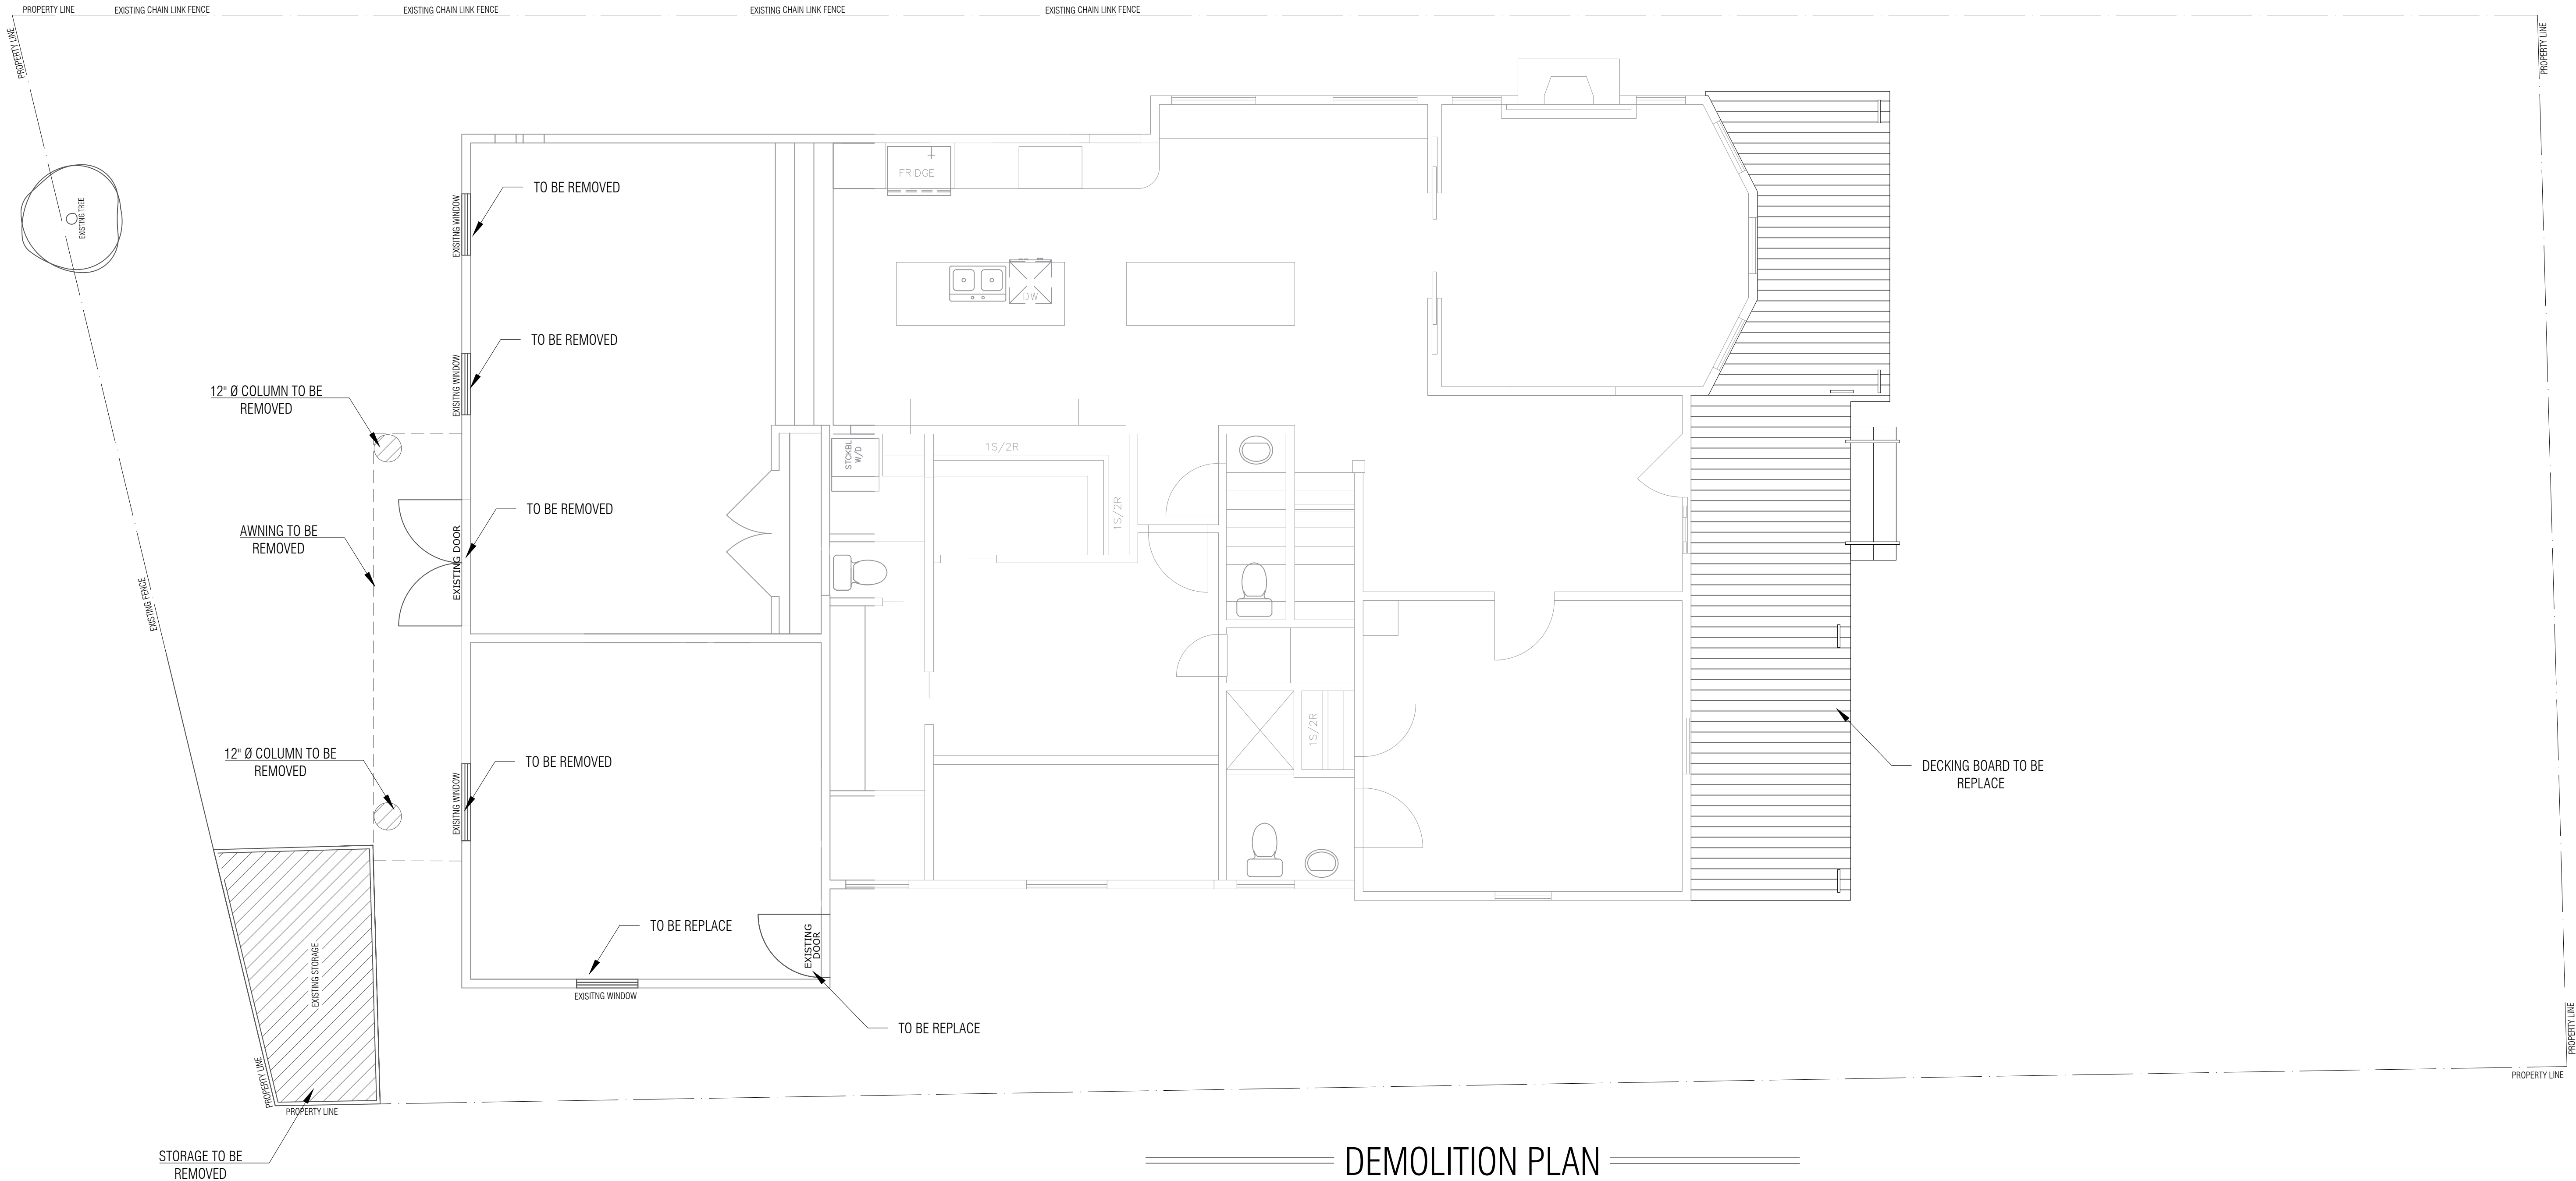 PROPERTY LINE
EXISTING CHAIN LINK FENCE
EXISTING CHAIN LINK FENCE
EXISTING CHAIN LINK FENCE
EXISTING CHAIN LINK FENCE
PROPERTY LINE
PROPERTY LINE
EXISTING TREE
EXISITNG WINDOW
TO BE REMOVED
FRIDGE
DW
EXISITNG WINDOW
TO BE REMOVED
12" Ø COLUMN TO BE
REMOVED
STCKBL
W/D
1S/2R
1S/2R
AWNING TO BE
REMOVED
EXISTING DOOR
TO BE REMOVED
EXISTING FENCE
12" Ø COLUMN TO BE
REMOVED
EXISITNG WINDOW
TO BE REMOVED
1S/2R
DECKING BOARD TO BE
REPLACE
EXISTING STORAGE
TO BE REPLACE
EXISITNG WINDOW
EXISTING
DOOR
TO BE REPLACE
PROPERTY LINE
PROPERTY LINE
PROPERTY LINE
PROPERTY LINE
STORAGE TO BE
REMOVED
DEMOLITION PLAN